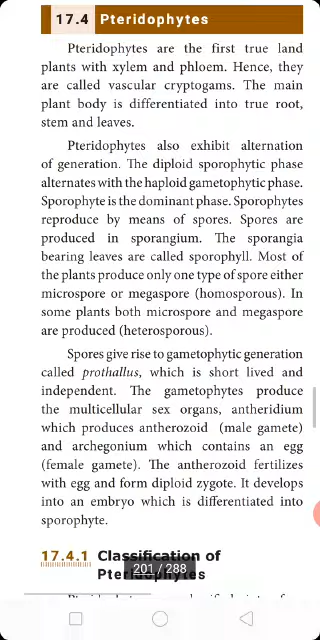 17.4 Pteridophytes
Pteridophytes are the first true land
plants with xylem and phloem. Hence, they
are called vascular cryptogams. The main
plant body is differentiated into true root,
stem and leaves.
Pteridophytes also exhibit alternation
of generation. The diploid sporophytic phase
alternates with the haploid gametophytic phase.
Sporophyte is the dominant phase. Sporophytes
reproduce by means of spores. Spores are
produced in sporangium. The sporangia
bearing leaves are called sporophyll. Most of
the plants produce only one type of spore either
microspore or megaspore (homosporous). In
some plants both microspore and megaspore
are produced (heterosporous).
Spores give rise to gametophytic generation
called prothallus, which is short lived and
independent. The gametophytes produce
the multicellular sex organs, antheridium
which produces antherozoid (male gamete)
and archegonium which contains an egg
(female gamete). The antherozoid fertilizes
with egg and form diploid zygote. It develops
into an embryo which is differentiated into
sporophyte.
17.4.1 Classification of
Pteridophytes
201 / 288